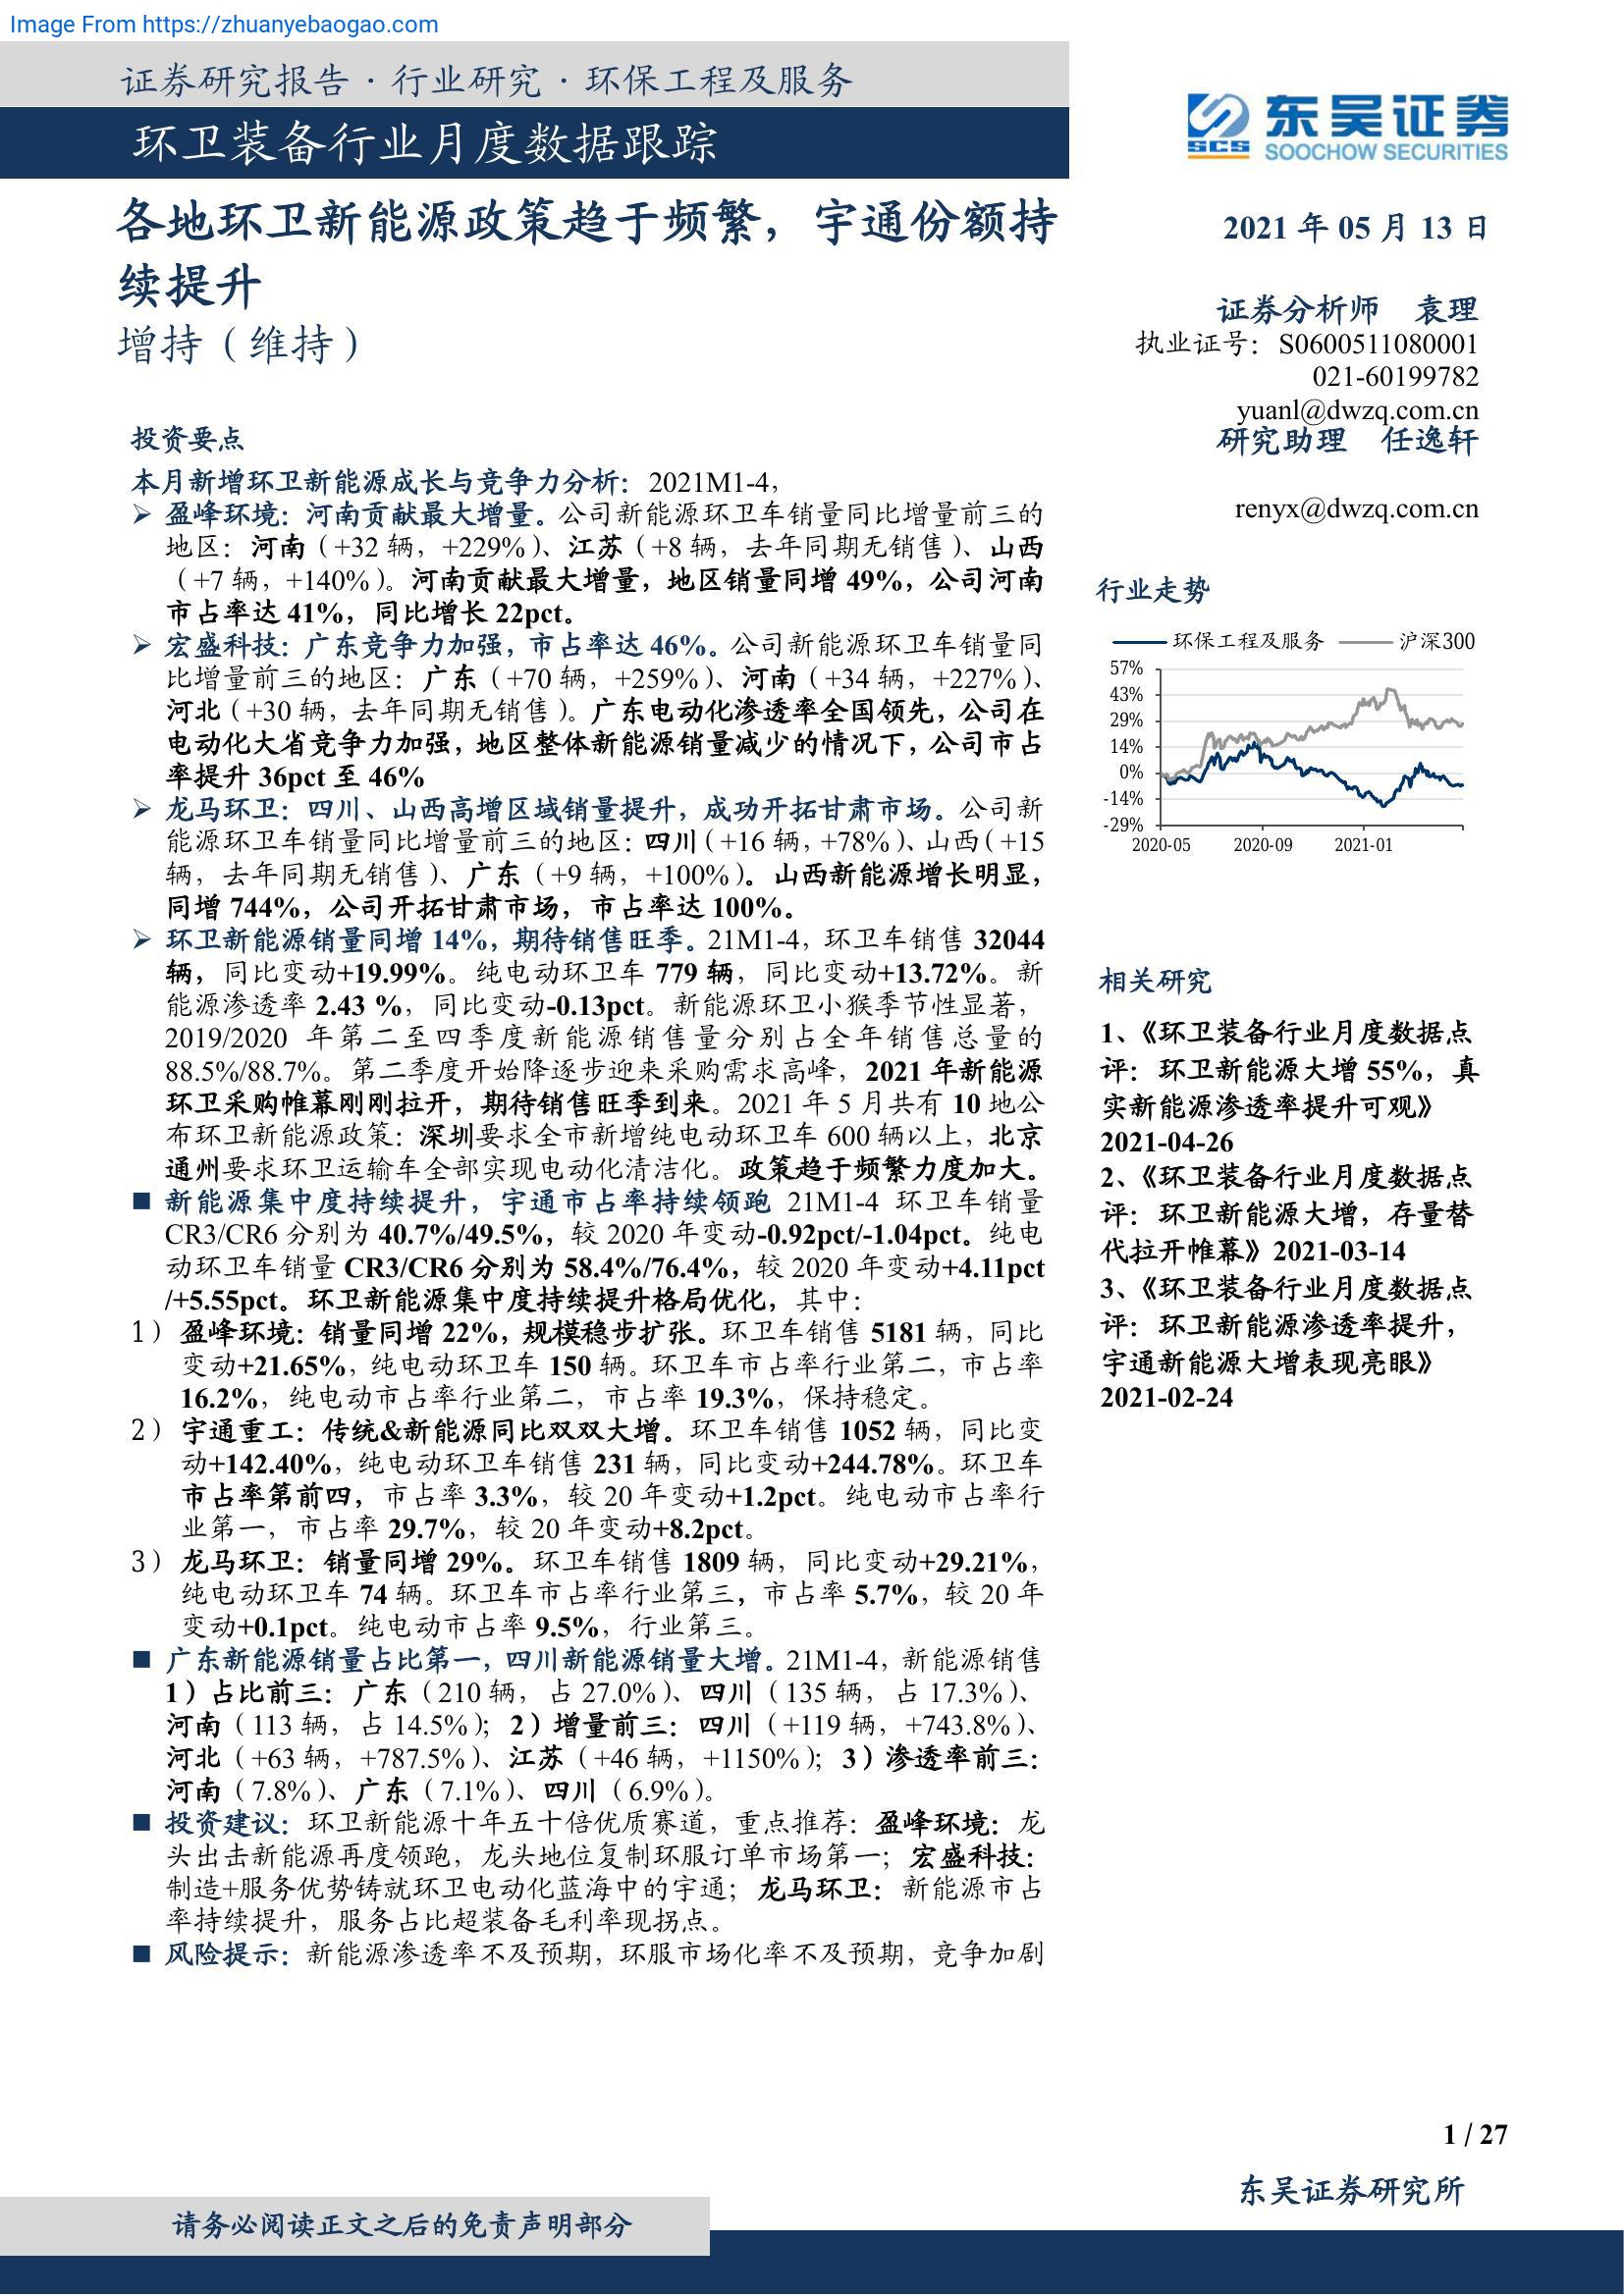 Image From https://zhuanyebaogao.com
证券研究报告·行业研究·环保工程及服务
环卫装备行业月度数据跟踪
东吴证券
SCS
SOOCHOW SECURITIES
各地环卫新能源政策趋于频繁，宇通份额持
续提升
增持（维持）
2021 年 05 月 13 日
证券分析师 袁理
执业证号：S0600511080001
021-60199782
yuanl@dwzq.com.cn
研究助理 任逸轩
renyx@dwzq.com.cn
投资要点
本月新增环卫新能源成长与竞争力分析：2021M1-4，
➢ 盈峰环境：河南贡献最大增量。公司新能源环卫车销量同比增量前三的
地区：河南（+32 辆，+229%）、江苏（+8 辆，去年同期无销售）、山西
（+7 辆，+140%）。河南贡献最大增量，地区销量同增 49%，公司河南
市占率达 41%，同比增长 22pct。
➢ 宏盛科技：广东竞争力加强，市占率达 46%。公司新能源环卫车销量同
比增量前三的地区：广东（+70 辆，+259%）、河南（+34 辆，+227%）、
河北（+30 辆，去年同期无销售）。广东电动化渗透率全国领先，公司在
电动化大省竞争力加强，地区整体新能源销量减少的情况下，公司市占
率提升 36pct 至 46%
➢ 龙马环卫：四川、山西高增区域销量提升，成功开拓甘肃市场。公司新
能源环卫车销量同比增量前三的地区：四川（+16 辆，+78%）、山西（+15
辆，去年同期无销售）、广东（+9 辆，+100%）。山西新能源增长明显，
同增 744%，公司开拓甘肃市场，市占率达 100%。
➢ 环卫新能源销量同增 14%，期待销售旺季。21M1-4，环卫车销售 32044
辆，同比变动+19.99%。纯电动环卫车 779 辆，同比变动+13.72%。新
能源渗透率 2.43 %，同比变动-0.13pct。新能源环卫小猴季节性显著，
2019/2020 年第二至四季度新能源销售量分别占全年销售总量的
88.5%/88.7%。第二季度开始降逐步迎来采购需求高峰，2021 年新能源
环卫采购帷幕刚刚拉开，期待销售旺季到来。2021 年 5 月共有 10 地公
布环卫新能源政策：深圳要求全市新增纯电动环卫车 600 辆以上，北京
通州要求环卫运输车全部实现电动化清洁化。政策趋于频繁力度加大。
■ 新能源集中度持续提升，宇通市占率持续领跑 21M1-4 环卫车销量
CR3/CR6 分别为 40.7%/49.5%，较 2020 年变动-0.92pct/-1.04pct。纯电
动环卫车销量 CR3/CR6 分别为 58.4%/76.4%，较 2020 年变动+4.11pct
/+5.55pct。环卫新能源集中度持续提升格局优化，其中：
1） 盈峰环境：销量同增 22%，规模稳步扩张。环卫车销售 5181 辆，同比
变动+21.65%，纯电动环卫车 150 辆。环卫车市占率行业第二，市占率
16.2%，纯电动市占率行业第二，市占率 19.3%，保持稳定。
2） 宇通重工：传统&新能源同比双双大增。环卫车销售 1052 辆，同比变
动+142.40%，纯电动环卫车销售 231 辆，同比变动+244.78%。环卫车
市占率第前四，市占率 3.3%，较 20 年变动+1.2pct。纯电动市占率行
业第一，市占率 29.7%，较 20 年变动+8.2pct。
3） 龙马环卫：销量同增 29%。环卫车销售 1809 辆，同比变动+29.21%，
纯电动环卫车 74 辆。环卫车市占率行业第三，市占率 5.7%，较 20 年
变动+0.1pct。纯电动市占率 9.5%，行业第三。
■ 广东新能源销量占比第一，四川新能源销量大增。21M1-4，新能源销售
1）占比前三：广东（210 辆，占 27.0%）、四川（135 辆，占 17.3%）、
河南（113 辆，占 14.5%）；2）增量前三：四川（+119 辆，+743.8%）、
河北（+63 辆，+787.5%）、江苏（+46 辆，+1150%）；3）渗透率前三：
河南（7.8%）、广东（7.1%）、四川（6.9%）。
■ 投资建议：环卫新能源十年五十倍优质赛道，重点推荐：盈峰环境：龙
头出击新能源再度领跑，龙头地位复制环服订单市场第一；宏盛科技：
制造+服务优势铸就环卫电动化蓝海中的宇通；龙马环卫：新能源市占
率持续提升，服务占比超装备毛利率现拐点。
■ 风险提示：新能源渗透率不及预期，环服市场化率不及预期，竞争加剧
行业走势
环保工程及服务 沪深300
57%
43%
29%
14%
0%
-14%
-29%
2020-05 2020-09 2021-01
相关研究
1、《环卫装备行业月度数据点
评：环卫新能源大增 55%，真
实新能源渗透率提升可观》
2021-04-26
2、《环卫装备行业月度数据点
评：环卫新能源大增，存量替
代拉开帷幕》2021-03-14
3、《环卫装备行业月度数据点
评：环卫新能源渗透率提升，
宇通新能源大增表现亮眼》
2021-02-24
1 / 27
东吴证券研究所
请务必阅读正文之后的免责声明部分